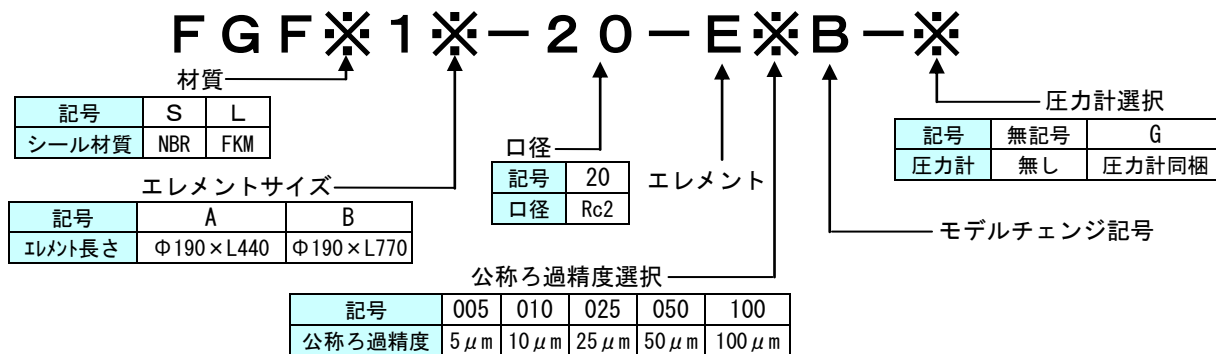 FGF※1※-20-E※B-※
材質
記号 S L
シール材質 NBR FKM
エレメントサイズ
記号 A B
ｴﾚﾒﾝﾄ長さ Φ190×L440 Φ190×L770
口径
記号 20
口径 Rc2
エレメント
圧力計選択
記号 無記号 G
圧力計 無し 圧力計同梱
モデルチェンジ記号
公称ろ過精度選択
記号 005 010 025 050 100
公称ろ過精度 5μm 10μm 25μm 50μm 100μm